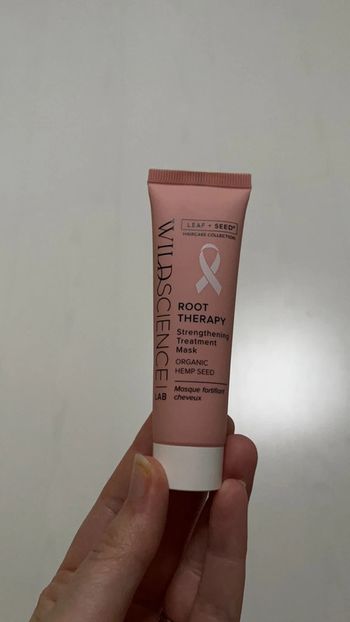 LEAF + SEED®
HAIRCARE COLLECTION
WILDSCIENCE|LAB
ROOT
THERAPY
Strengthening
Treatment
Mask
ORGANIC
HEMP SEED
Masque fortifiant
cheveux